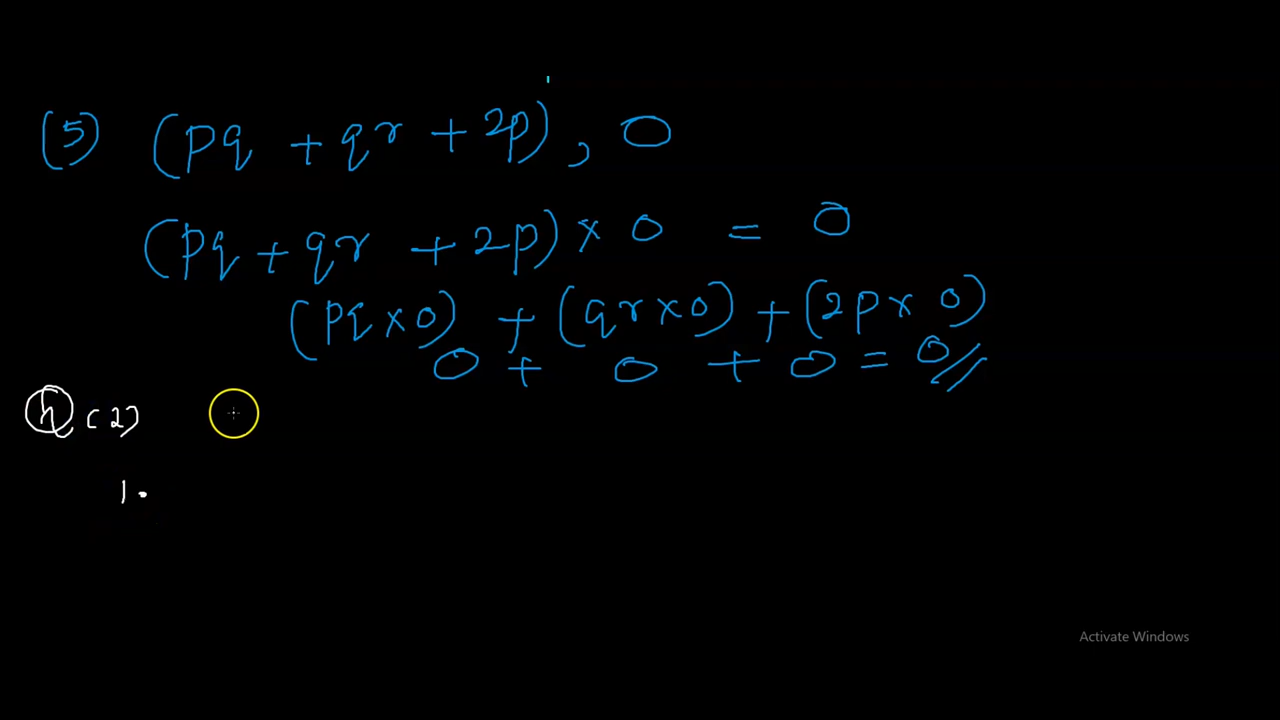 (5) (pq + qr + 2p), 0
(pq + qr + 2p) × 0 = 0
(pq × 0) + (qr × 0) + (2p × 0)
0 + 0 + 0 = 0//
(2)
1.
Activate Windows